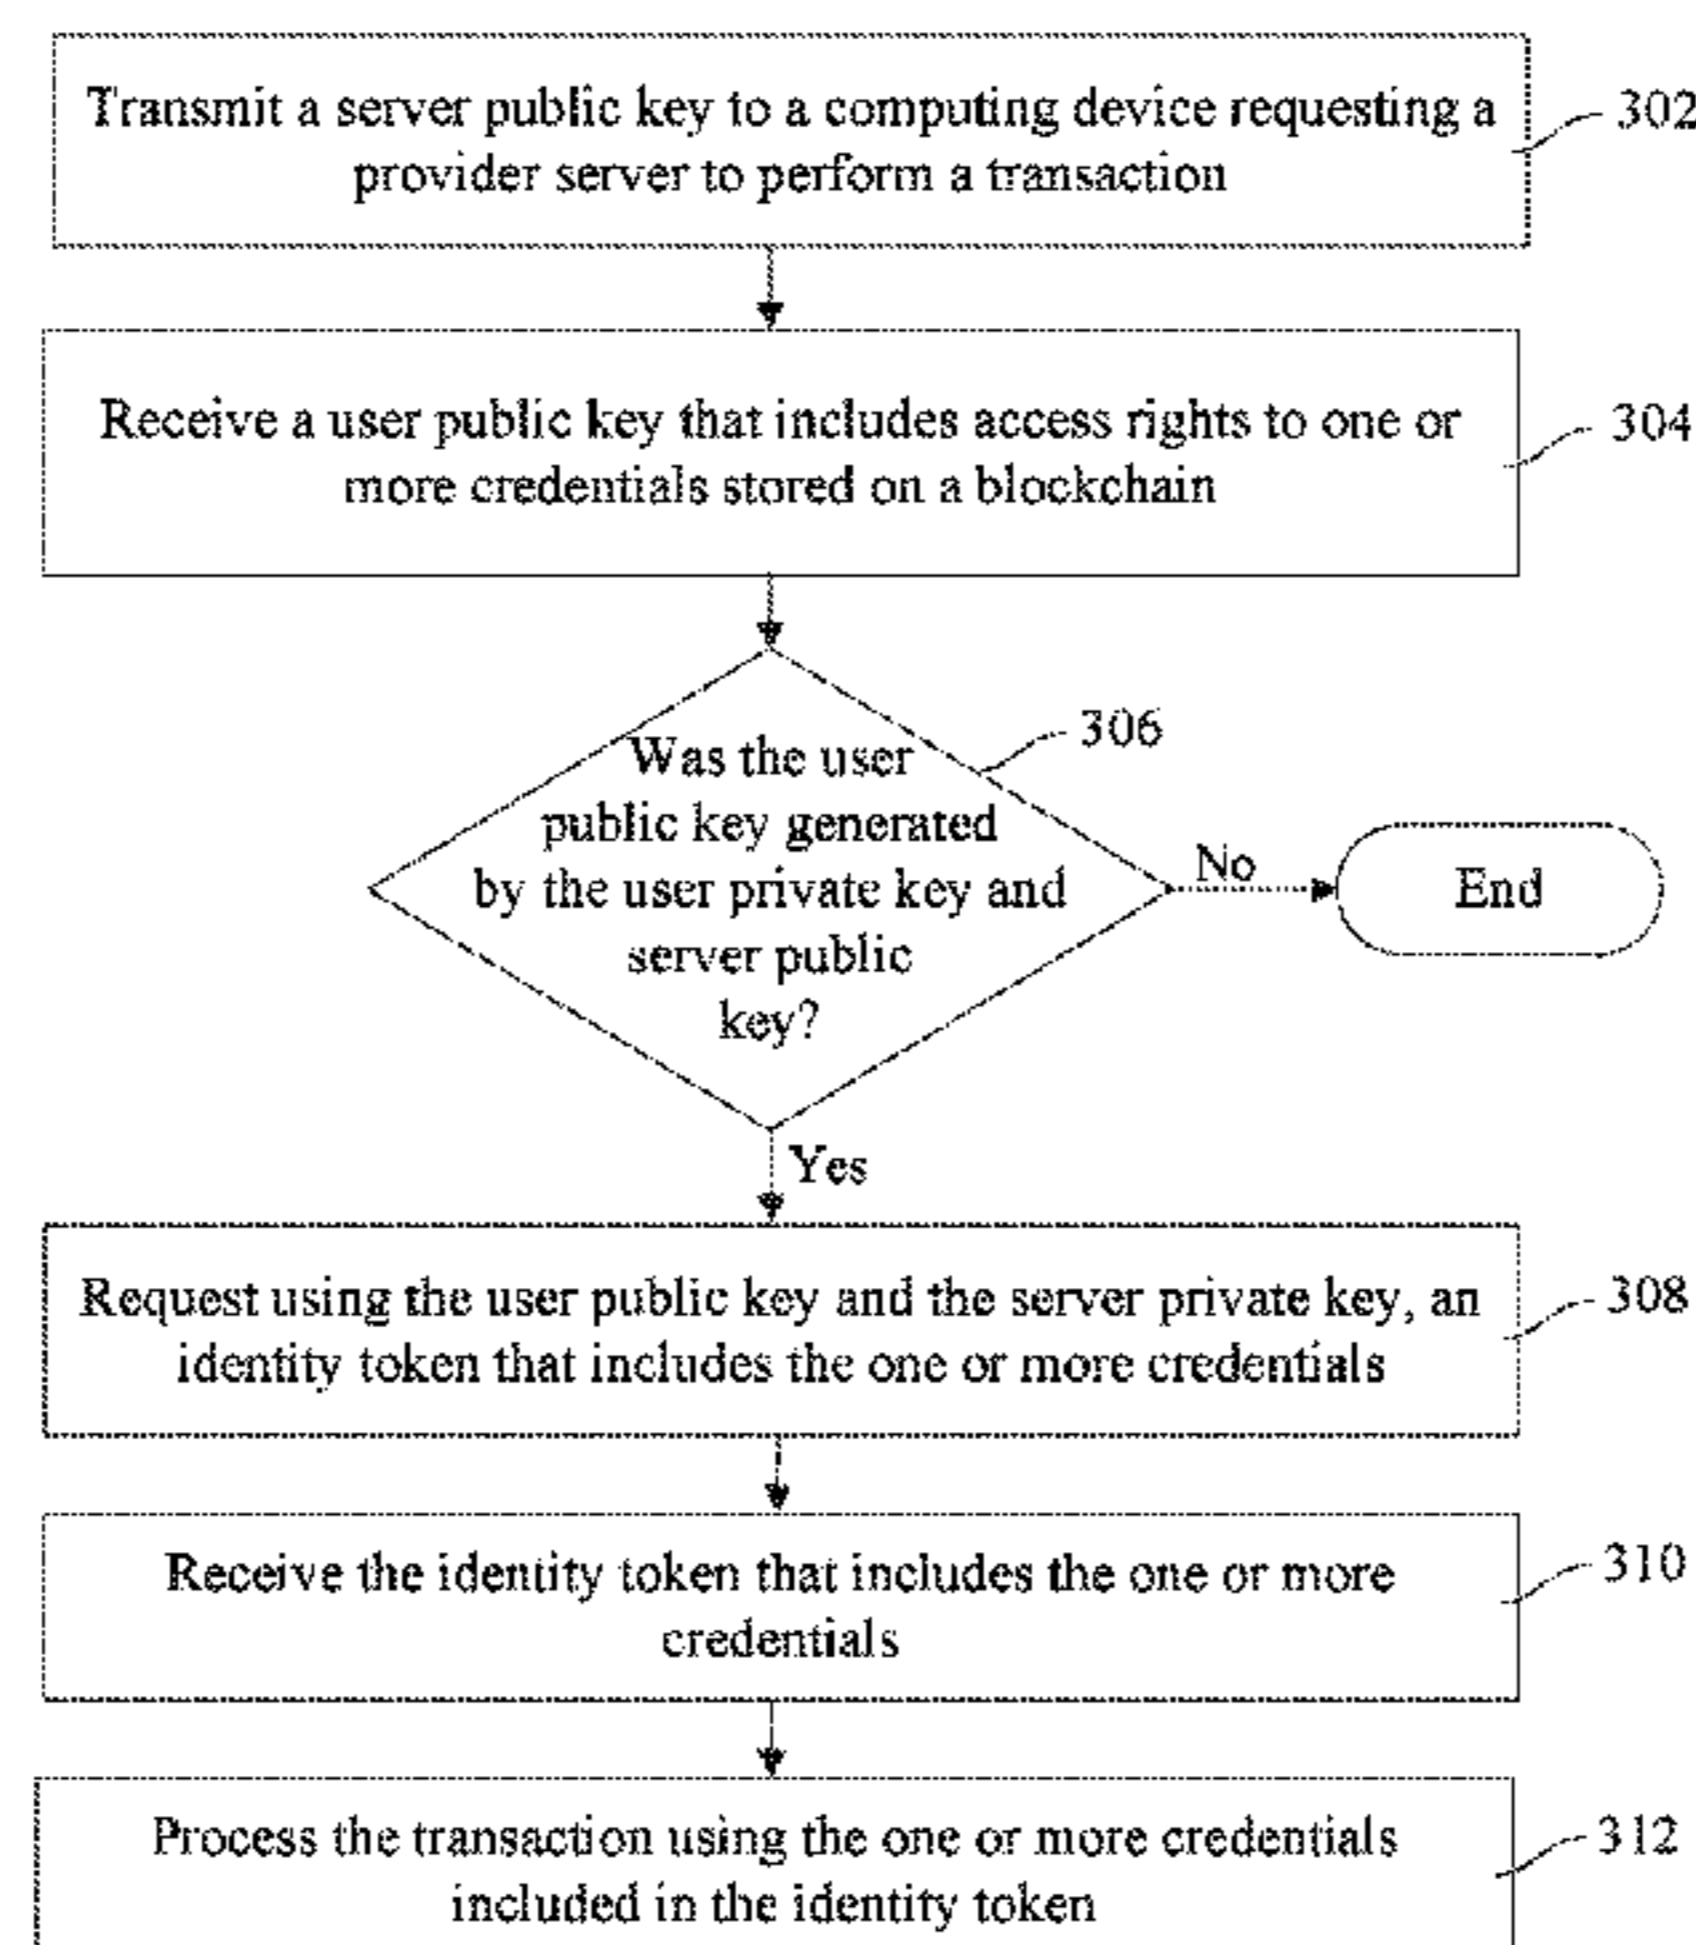 Transmit a server public key to a computing device requesting a
provider server to perform a transaction
302
Receive a user public key that includes access rights to one or
more credentials stored on a blockchain
304
Was the user
public key generated
by the user private key and
server public
key?
306
No
End
Yes
Request using the user public key and the server private key, an
identity token that includes the one or more credentials
308
Receive the identity token that includes the one or more
credentials
310
Process the transaction using the one or more credentials
included in the identity token
312